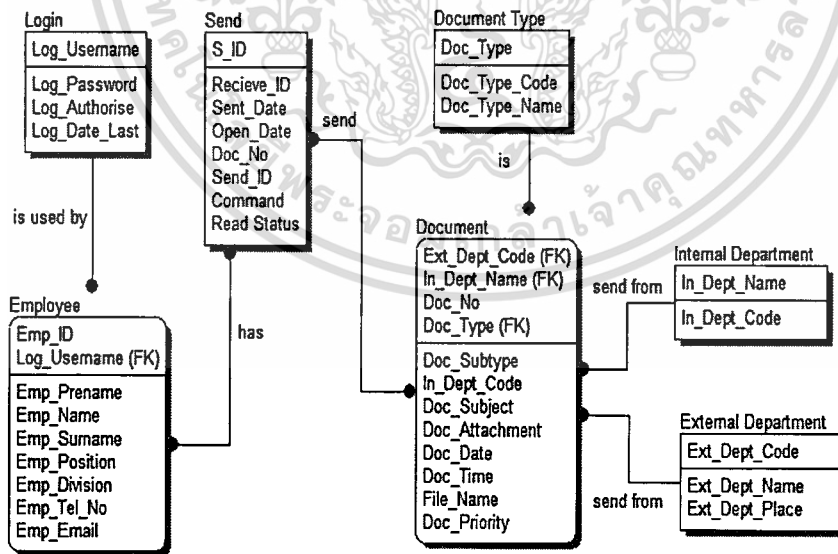 Login
Log_Username
Log_Password
Log_Authorise
Log_Date_Last
is used by
Employee
Emp_ID
Log_Username (FK)
Emp_Prename
Emp_Name
Emp_Surname
Emp_Position
Emp_Division
Emp_Tel_No
Emp_Email
Send
S_ID
Recieve_ID
Sent_Date
Open_Date
Doc_No
Send_ID
Command
Read Status
send
has
Document Type
Doc_Type
Doc_Type_Code
Doc_Type_Name
is
Document
Ext_Dept_Code (FK)
In_Dept_Name (FK)
Doc_No
Doc_Type (FK)
Doc_Subtype
In_Dept_Code
Doc_Subject
Doc_Attachment
Doc_Date
Doc_Time
File_Name
Doc_Priority
send from
Internal Department
In_Dept_Name
In_Dept_Code
send from
External Department
Ext_Dept_Code
Ext_Dept_Name
Ext_Dept_Place